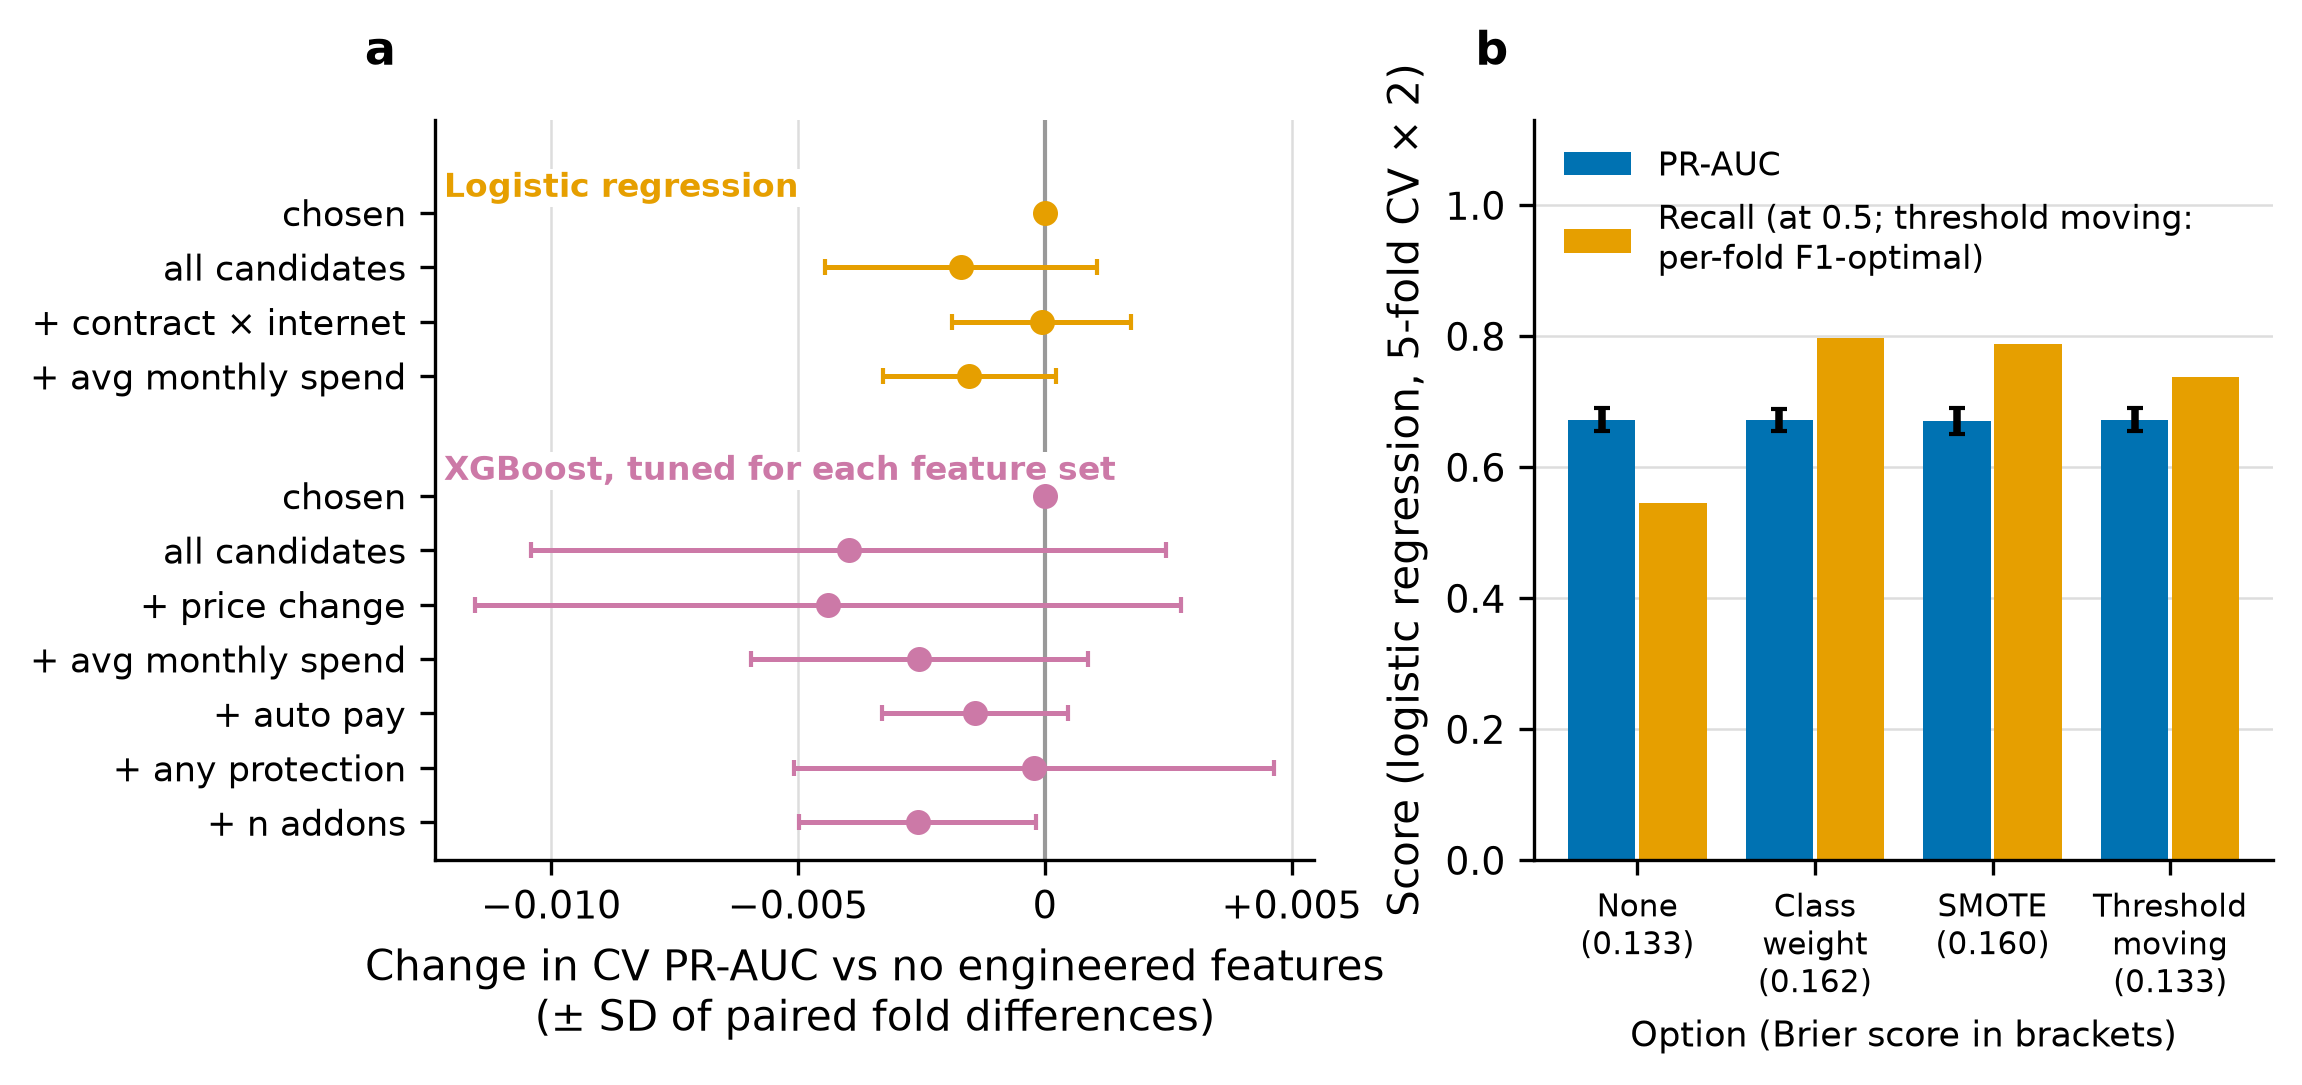 a
Logistic regression
chosen
all candidates
+ contract × internet
+ avg monthly spend
XGBoost, tuned for each feature set
chosen
all candidates
+ price change
+ avg monthly spend
+ auto pay
+ any protection
+ n addons
−0.010
−0.005
0
+0.005
Change in CV PR-AUC vs no engineered features
(± SD of paired fold differences)
b
Score (logistic regression, 5-fold CV × 2)
PR-AUC
Recall (at 0.5; threshold moving:
per-fold F1-optimal)
1.0
0.8
0.6
0.4
0.2
0.0
None
(0.133)
Class
weight
(0.162)
SMOTE
(0.160)
Threshold
moving
(0.133)
Option (Brier score in brackets)